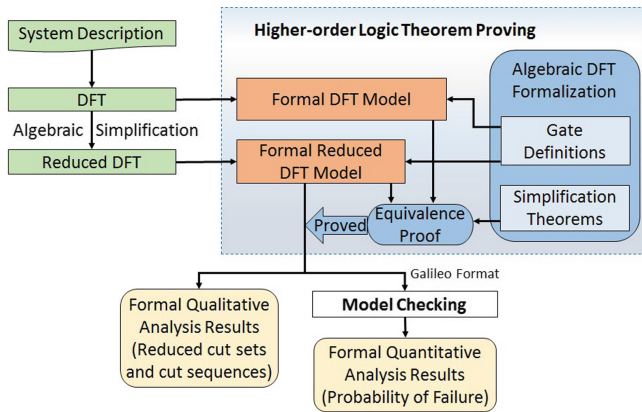 System Description
Higher-order Logic Theorem Proving
DFT
Algebraic Simplification
Reduced DFT
Formal DFT Model
Formal Reduced
DFT Model
Algebraic DFT
Formalization
Gate
Definitions
Simplification
Theorems
Equivalence
Proof
Proved
Galileo Format
Formal Qualitative
Analysis Results
(Reduced cut sets
and cut sequences)
Model Checking
Formal Quantitative
Analysis Results
(Probability of Failure)